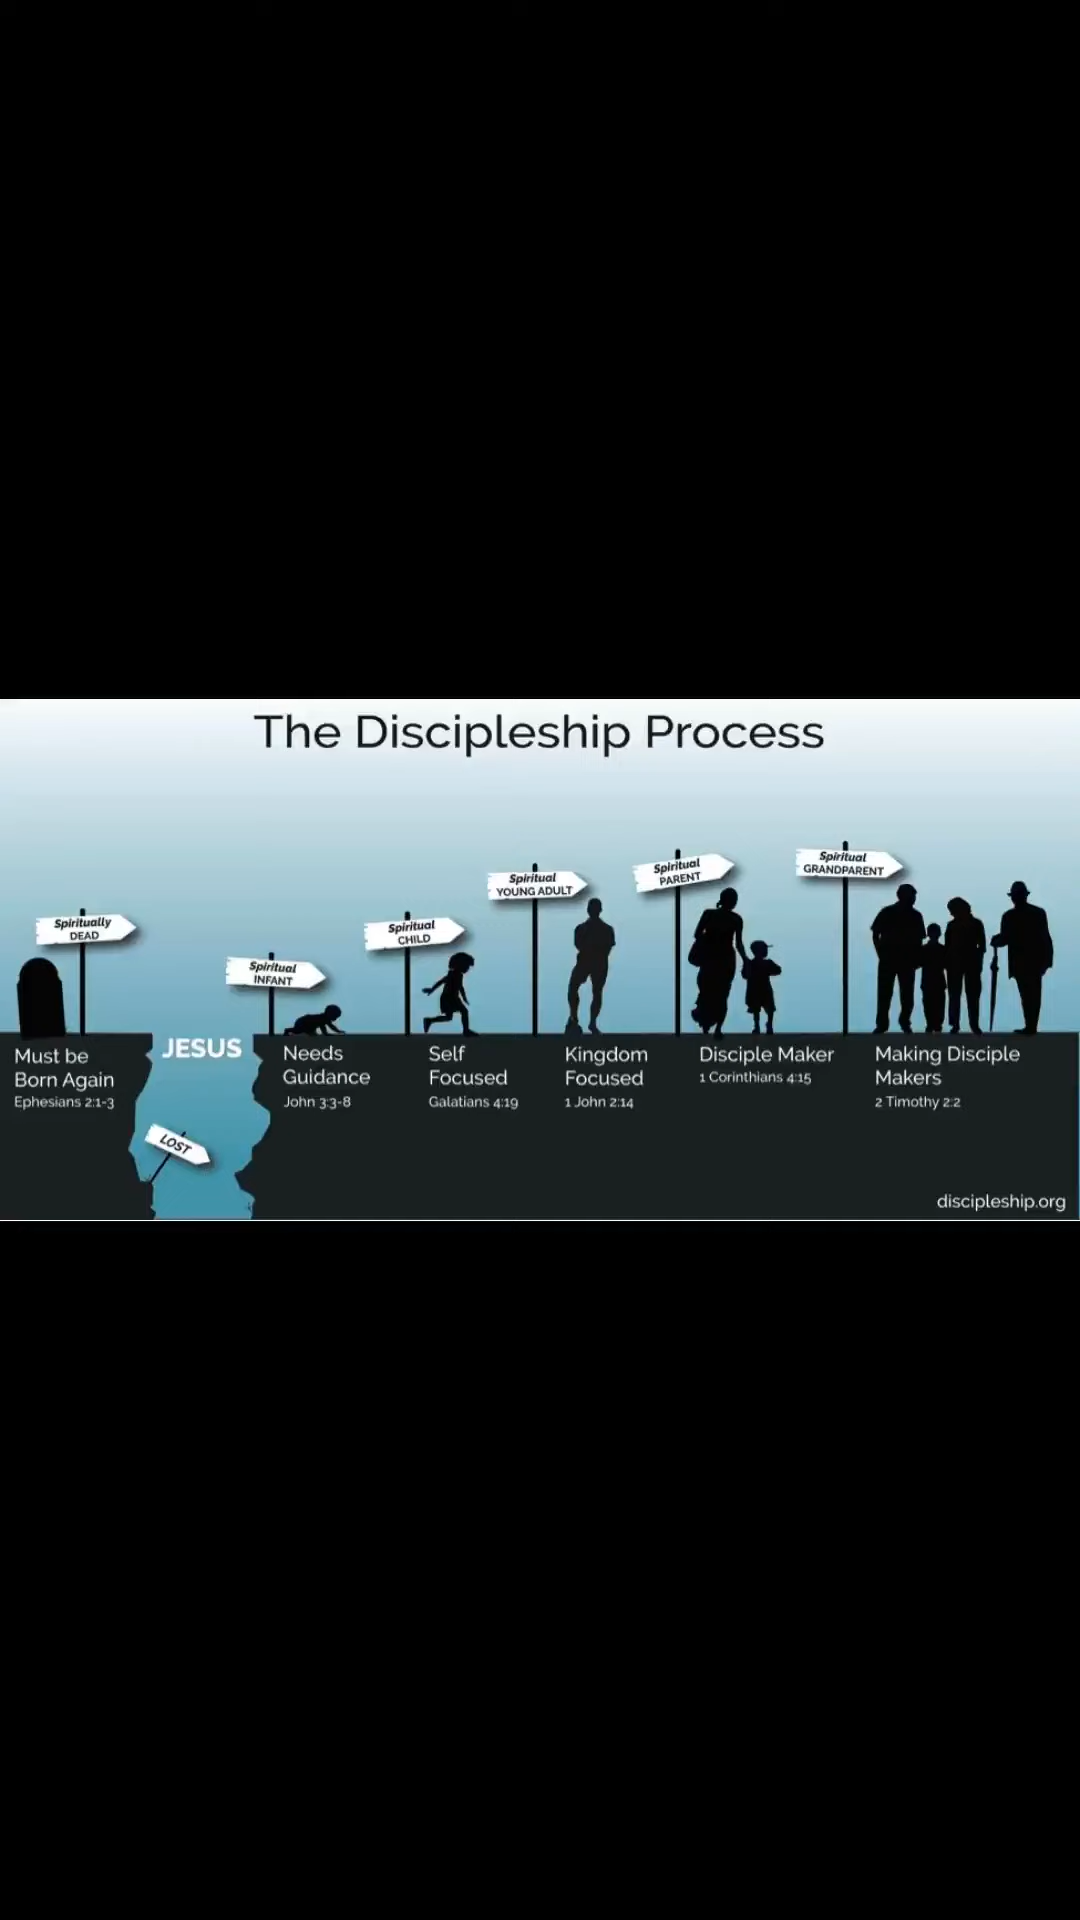 The Discipleship Process
Spiritually
DEAD
Must be
Born Again
Ephesians 2:1-3
JESUS
LOST
Spiritual
INFANT
Needs
Guidance
John 3:3-8
Spiritual
CHILD
Self
Focused
Galatians 4:19
Spiritual
YOUNG ADULT
Kingdom
Focused
1 John 2:14
Spiritual
PARENT
Disciple Maker
1 Corinthians 4:15
Spiritual
GRANDPARENT
Making Disciple
Makers
2 Timothy 2:2
discipleship.org